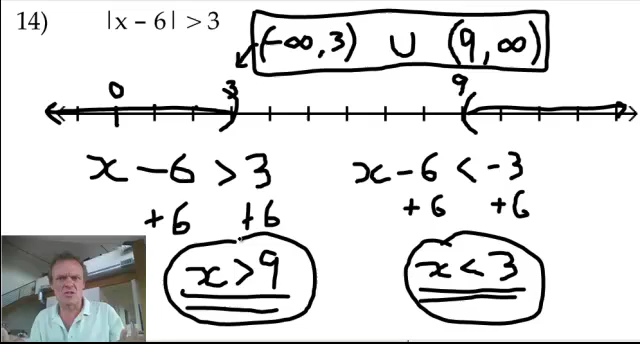 14) |x – 6| > 3
(-∞, 3) ∪ (9, ∞)
0 3 9
x - 6 > 3 x - 6 < -3
+6 +6 +6 +6
x > 9 x < 3